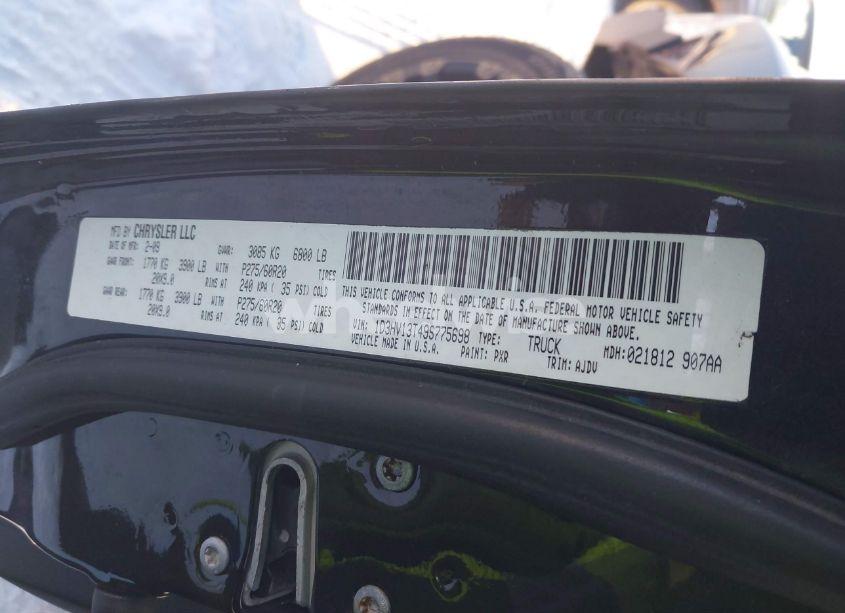 MFD BY CHRYSLER LLC
DATE OF MFR: 2-09 GVWR: 3085 KG 6800 LB
GAWR FRONT: 1770 KG 3900 LB WITH P275/60R20 TIRES
20X9.0 RIMS AT 240 KPA ( 35 PSI) COLD
GAWR REAR: 1770 KG 3900 LB WITH P275/60R20 TIRES
20X9.0 RIMS AT 240 KPA ( 35 PSI) COLD
THIS VEHICLE CONFORMS TO ALL APPLICABLE U.S.A. FEDERAL MOTOR VEHICLE SAFETY
STANDARDS IN EFFECT ON THE DATE OF MANUFACTURE SHOWN ABOVE.
VIN: 1D3HV13T49S775698 TYPE: TRUCK MDH: 021812 907AA
VEHICLE MADE IN U.S.A. PAINT: PXR TRIM: AJDV